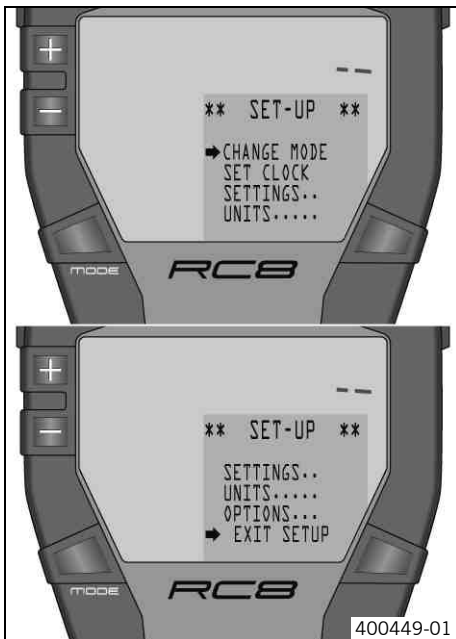 +
– –
** SET-UP **
–
➡CHANGE MODE
SET CLOCK
SETTINGS..
UNITS.....
MODE RC8
+
– –
** SET-UP **
–
SETTINGS..
UNITS.....
OPTIONS...
➡ EXIT SETUP
MODE RC8
400449-01